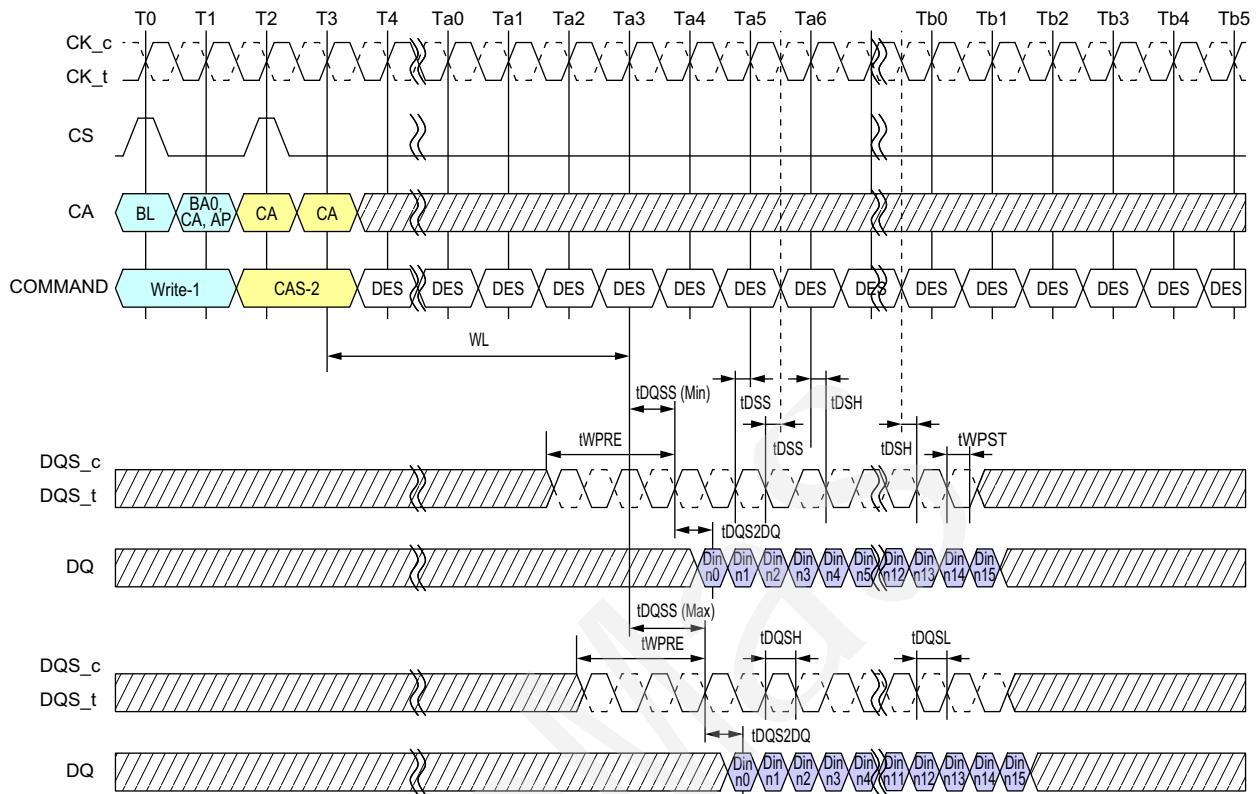 T0 T1 T2 T3 T4 Ta0 Ta1 Ta2 Ta3 Ta4 Ta5 Ta6 Tb0 Tb1 Tb2 Tb3 Tb4 Tb5
CK_c
CK_t
CS
CA BL BA0, CA, AP CA CA
COMMAND Write-1 CAS-2 DES DES DES DES DES DES DES DES DES DES DES DES DES DES DES
WL
tDQSS (Min)
tDSS tDSH
tWPRE tDSS tDSH tWPST
DQS_c
DQS_t
tDQS2DQ
DQ Din n0 Din n1 Din n2 Din n3 Din n4 Din n5 Din n12 Din n13 Din n14 Din n15
tDQSS (Max)
tWPRE tDQSH tDQSL
DQS_c
DQS_t
tDQS2DQ
DQ Din n0 Din n1 Din n2 Din n3 Din n4 Din n11 Din n12 Din n13 Din n14 Din n15